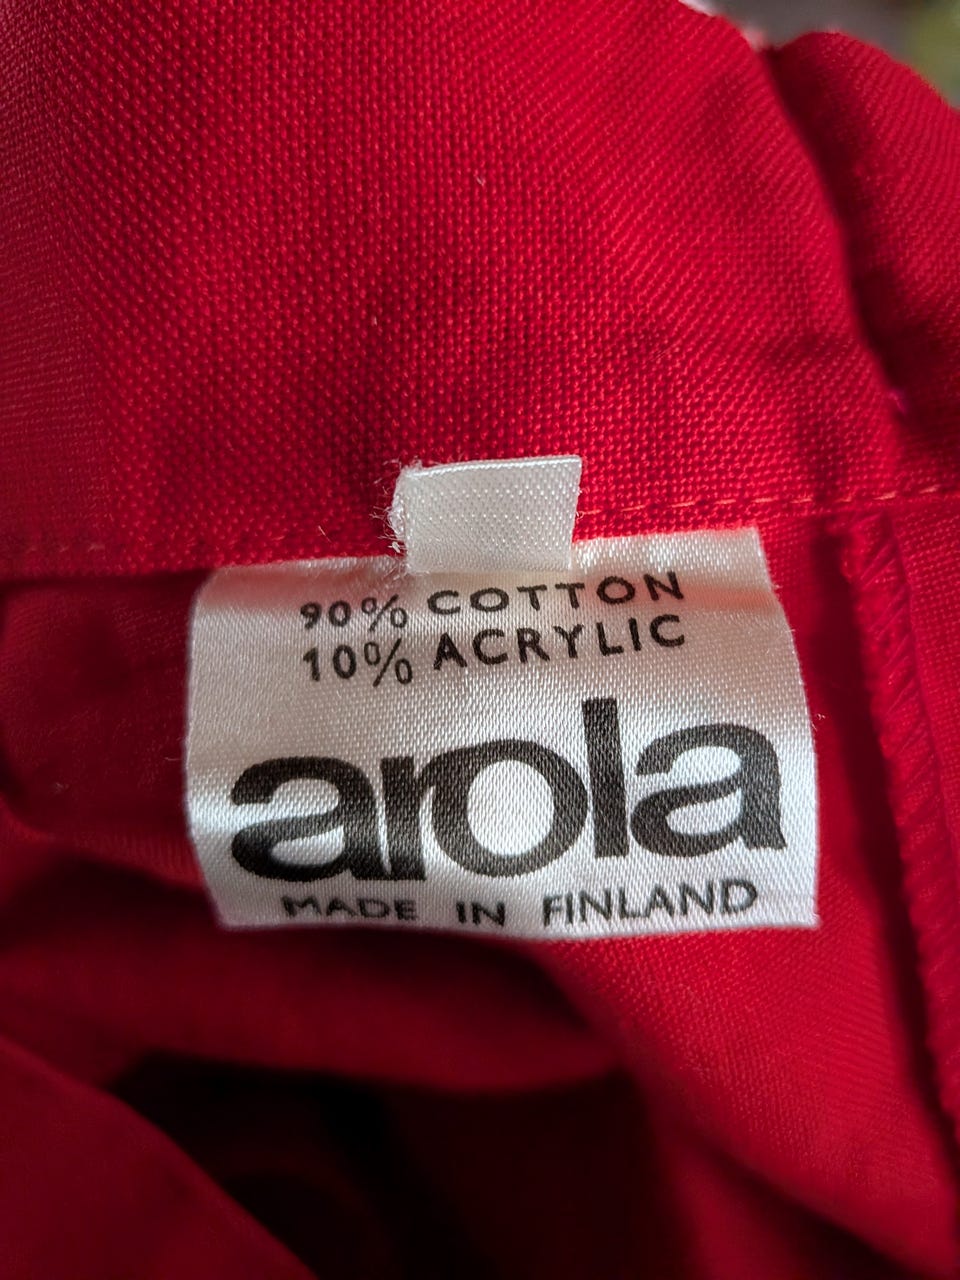 90% COTTON
10% ACRYLIC
arola
MADE IN FINLAND